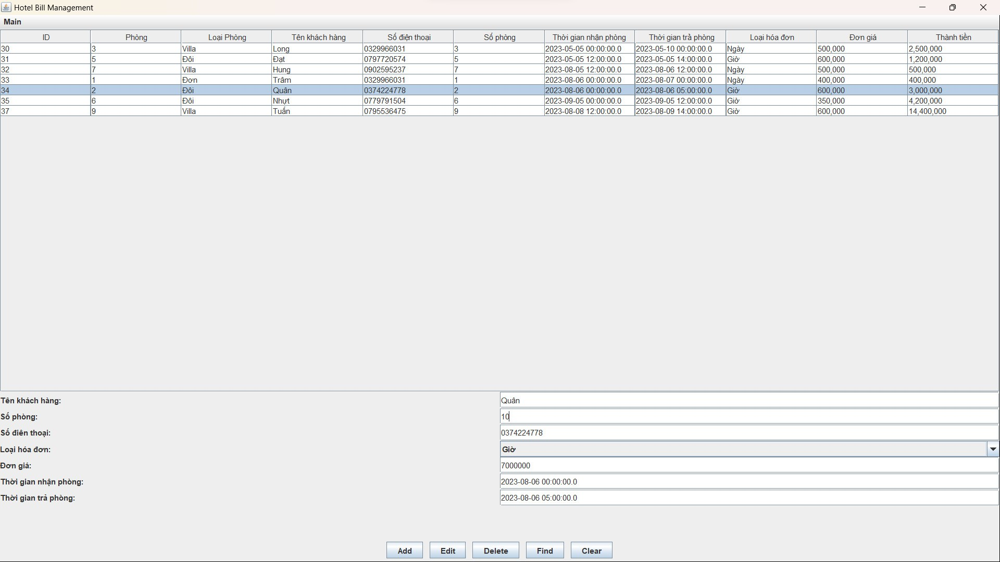 Hotel Bill Management
Main
ID Phòng Loại Phòng Tên khách hàng Số điện thoại Số phòng Thời gian nhận phòng Thời gian trả phòng Loại hóa đơn Đơn giá Thành tiền
30 3 Villa Long 0329966031 3 2023-05-05 00:00:00.0 2023-05-10 00:00:00.0 Ngày 500,000 2,500,000
31 5 Đôi Đạt 0797720574 5 2023-05-05 12:00:00.0 2023-05-05 14:00:00.0 Giờ 600,000 1,200,000
32 7 Villa Hung 0902595237 7 2023-08-05 12:00:00.0 2023-08-06 12:00:00.0 Ngày 500,000 500,000
33 1 Đơn Trâm 0329966031 1 2023-08-06 00:00:00.0 2023-08-07 00:00:00.0 Ngày 400,000 400,000
34 2 Đôi Quân 0374224778 2 2023-08-06 00:00:00.0 2023-08-06 05:00:00.0 Giờ 600,000 3,000,000
35 6 Đôi Nhựt 0779791504 6 2023-09-05 00:00:00.0 2023-09-05 12:00:00.0 Giờ 350,000 4,200,000
37 9 Villa Tuấn 0795536475 9 2023-08-08 12:00:00.0 2023-08-09 14:00:00.0 Giờ 600,000 14,400,000
Tên khách hàng: Quân
Số phòng: 10
Số điên thoại: 0374224778
Loại hóa đơn: Giờ
Đơn giá: 7000000
Thời gian nhận phòng: 2023-08-06 00:00:00.0
Thời gian trả phòng: 2023-08-06 05:00:00.0
Add Edit Delete Find Clear